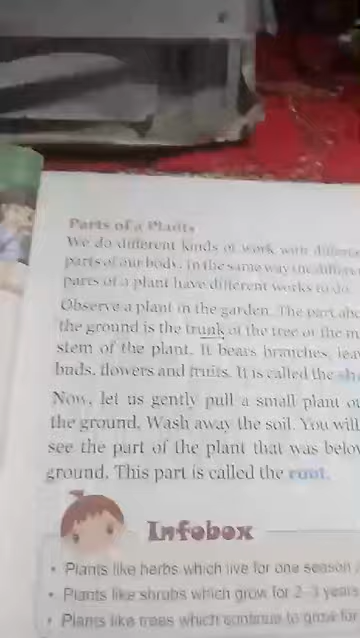 Parts of a Plants
We do different kinds of work with
parts of our body. In the same way the
parts of a plant have different works to do.
Observe a plant in the garden. The part
the ground is the trunk of the tree or the
stem of the plant. It bears branches,
buds, flowers and fruits. It is called the
Now, let us gently pull a small plant
the ground. Wash away the soil. You will
see the part of the plant that was
ground. This part is called the root.
Infobox
• Plants like herbs which live for one season
• Plants like shrubs which grow for 2-3 years
• Plants like trees which continue to grow for